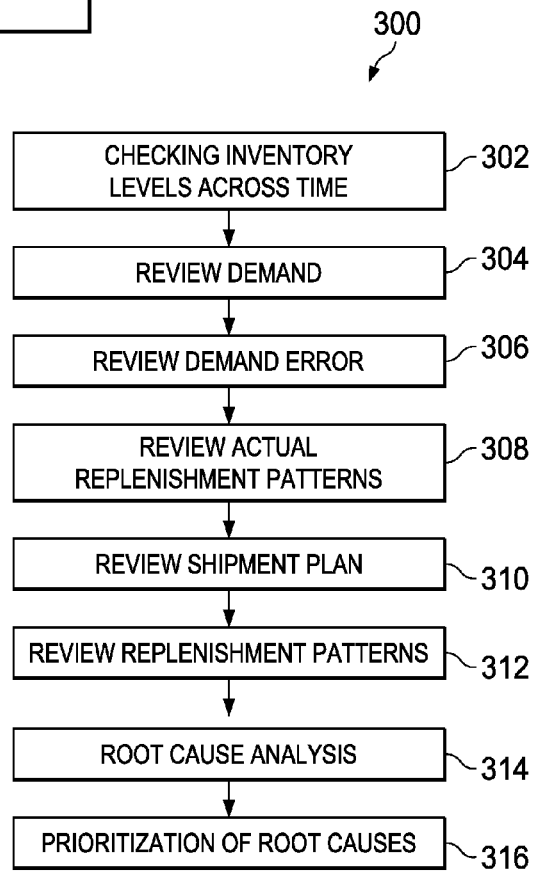 300
CHECKING INVENTORY
LEVELS ACROSS TIME
302
REVIEW DEMAND
304
REVIEW DEMAND ERROR
306
REVIEW ACTUAL
REPLENISHMENT PATTERNS
308
REVIEW SHIPMENT PLAN
310
REVIEW REPLENISHMENT PATTERNS
312
ROOT CAUSE ANALYSIS
314
PRIORITIZATION OF ROOT CAUSES
316